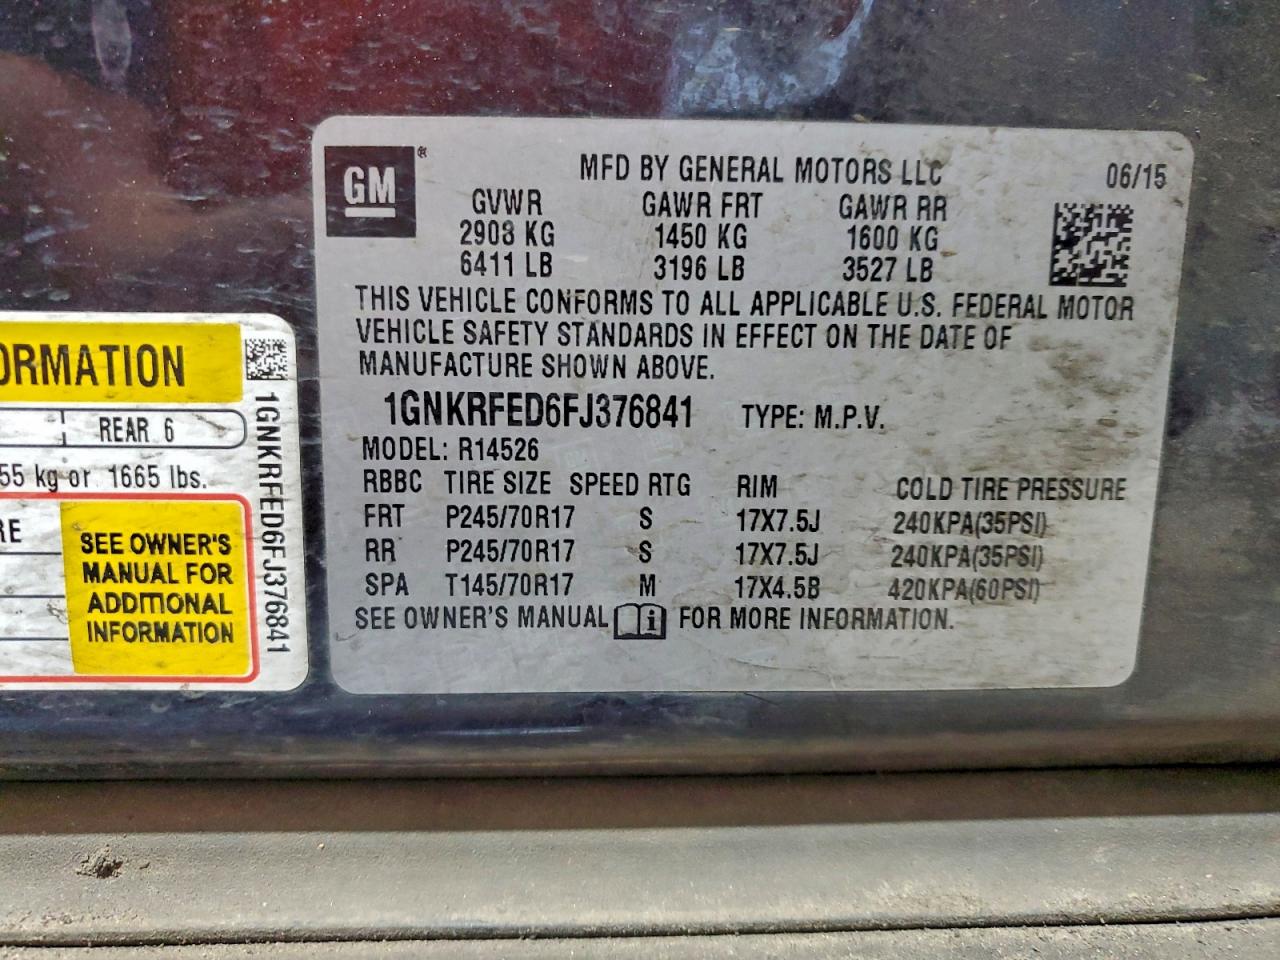 GM ®
MFD BY GENERAL MOTORS LLC 06/15
GVWR GAWR FRT GAWR RR
2908 KG 1450 KG 1600 KG
6411 LB 3196 LB 3527 LB
THIS VEHICLE CONFORMS TO ALL APPLICABLE U.S. FEDERAL MOTOR
VEHICLE SAFETY STANDARDS IN EFFECT ON THE DATE OF
MANUFACTURE SHOWN ABOVE.
1GNKRFED6FJ376841 TYPE: M.P.V.
MODEL: R14526
RBBC TIRE SIZE SPEED RTG RIM COLD TIRE PRESSURE
FRT P245/70R17 S 17X7.5J 240KPA(35PSI)
RR P245/70R17 S 17X7.5J 240KPA(35PSI)
SPA T145/70R17 M 17X4.5B 420KPA(60PSI)
SEE OWNER'S MANUAL i FOR MORE INFORMATION.
ORMATION
REAR 6
55 kg or 1665 lbs.
RE
SEE OWNER'S
MANUAL FOR
ADDITIONAL
INFORMATION
1GNKRFED6FJ376841